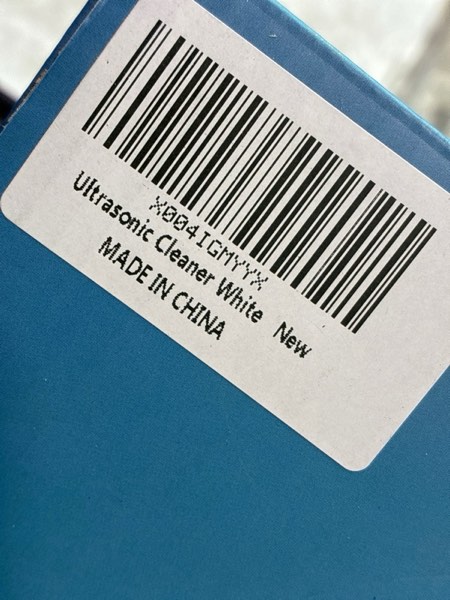 X004IGMYYX
Ultrasonic Cleaner White New
MADE IN CHINA